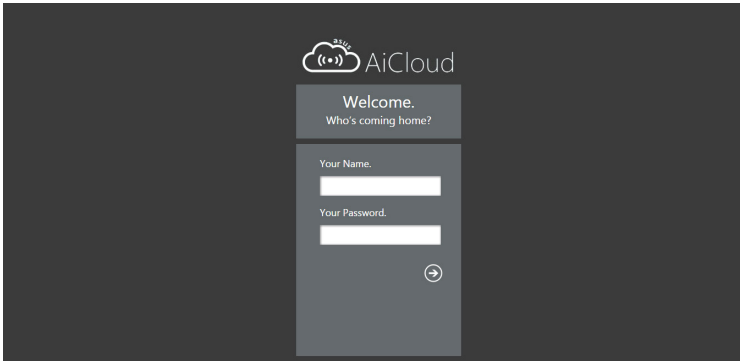 asus
AiCloud
Welcome.
Who's coming home?
Your Name.
Your Password.